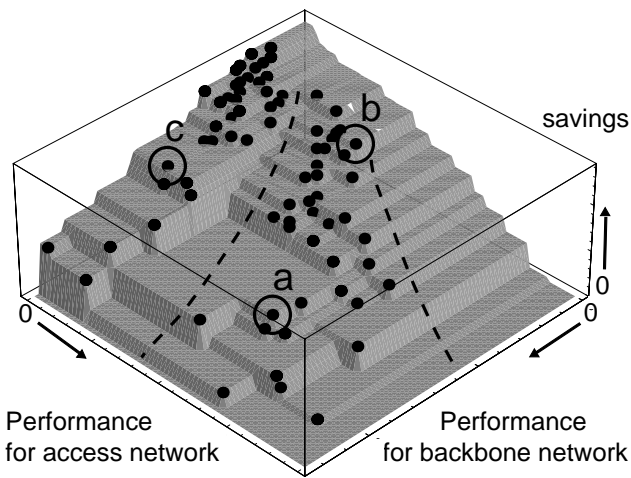 b
c
savings
a
0
0
0
Performance
for access network
Performance
for backbone network